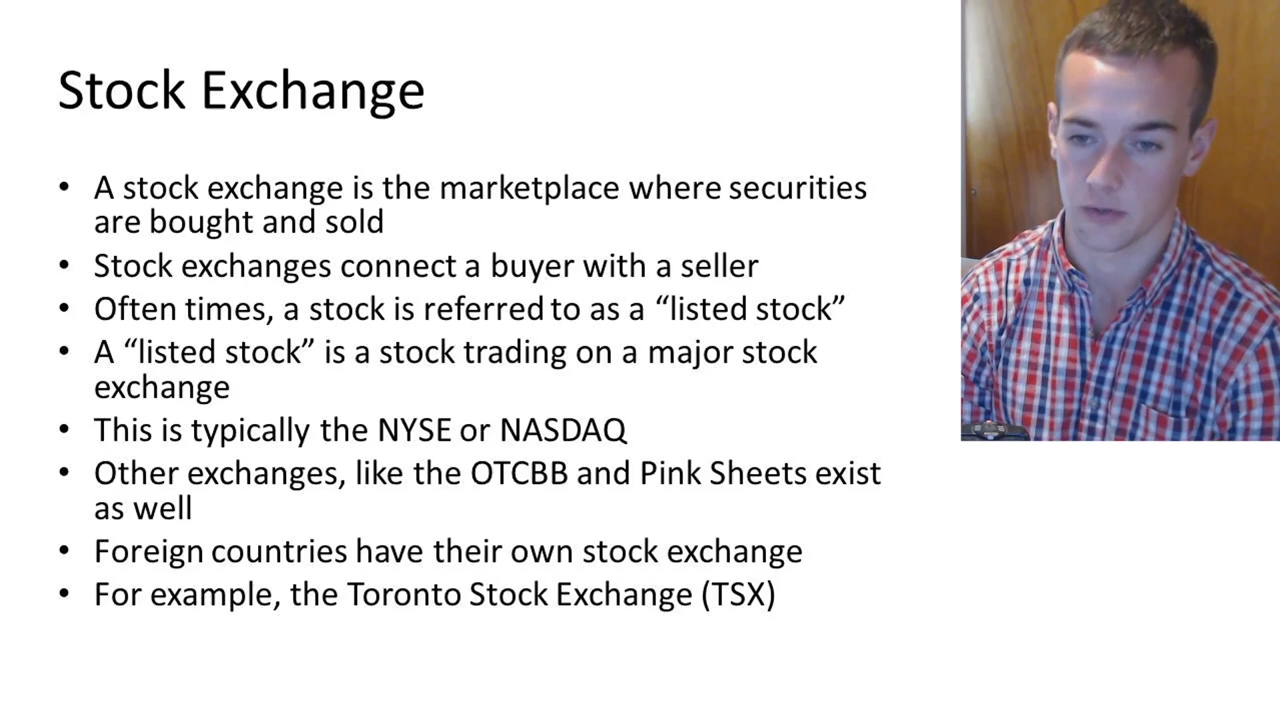 Stock Exchange
• A stock exchange is the marketplace where securities
are bought and sold
• Stock exchanges connect a buyer with a seller
• Often times, a stock is referred to as a “listed stock”
• A “listed stock” is a stock trading on a major stock
exchange
• This is typically the NYSE or NASDAQ
• Other exchanges, like the OTCBB and Pink Sheets exist
as well
• Foreign countries have their own stock exchange
• For example, the Toronto Stock Exchange (TSX)